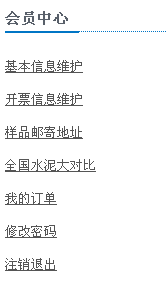 会员中心
基本信息维护
开票信息维护
样品邮寄地址
全国水泥大对比
我的订单
修改密码
注销退出